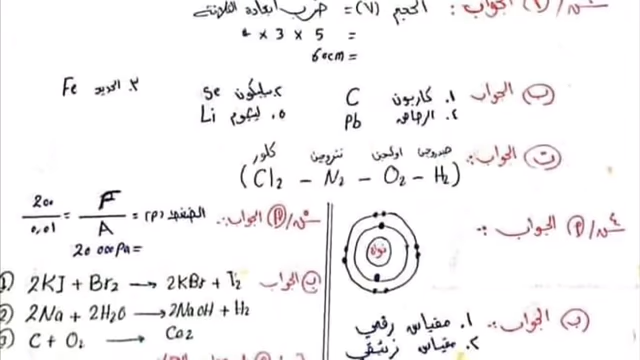 س/ ١) الجواب: الحجم (V) = ضرب ابعاده الثلاثة
= 5 × 3 × 4
= 60cm
ب) الجواب ١. كاربون C ٢. سليكون Se ٣. الحديد Fe
٤. الرصاص Pb ٥. ليثيوم Li
ت) الجواب: هيدروجين اوكسجين نتروجين كلور
(Cl2 – N2 – O2 – H2)
س/ P) الجواب: الضغط (P) = F/A = 200/0,01
= 20 000Pa
ب) الجواب
1) 2KI + Br2 → 2KBr + I2
2) 2Na + 2H2O → 2NaOH + H2
3) C + O2 → CO2
س٤/ P) الجواب:
نواة
ب) الجواب: ١. مقياس رقمي
٢. مقياس زئبقي